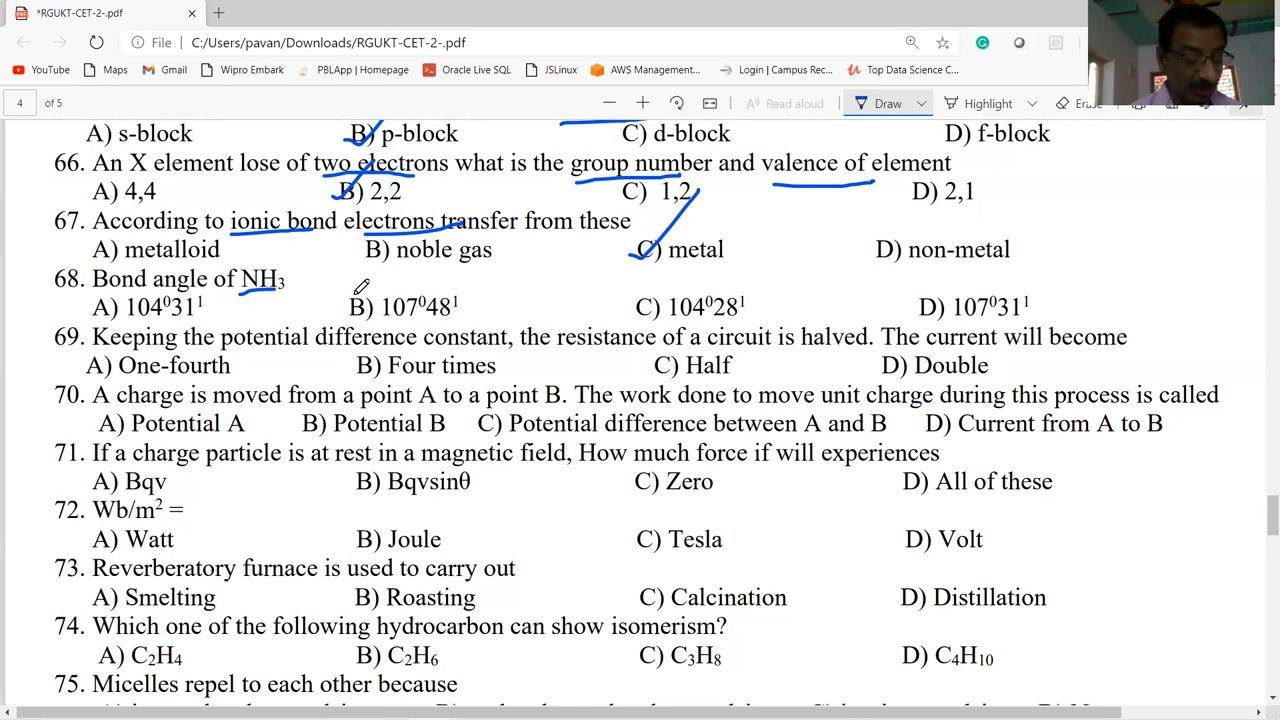 *RGUKT-CET-2-.pdf
File C:/Users/pavan/Downloads/RGUKT-CET-2-.pdf
YouTube Maps Gmail Wipro Embark PBLApp | Homepage Oracle Live SQL JSLinux AWS Management... Login | Campus Rec... Top Data Science C...
4 of 5 Read aloud Draw Highlight
A) s-block B) p-block C) d-block D) f-block
66. An X element lose of two electrons what is the group number and valence of element
A) 4,4 B) 2,2 C) 1,2 D) 2,1
67. According to ionic bond electrons transfer from these
A) metalloid B) noble gas C) metal D) non-metal
68. Bond angle of NH₃
A) 104⁰31¹ B) 107⁰48¹ C) 104⁰28¹ D) 107⁰31¹
69. Keeping the potential difference constant, the resistance of a circuit is halved. The current will become
A) One-fourth B) Four times C) Half D) Double
70. A charge is moved from a point A to a point B. The work done to move unit charge during this process is called
A) Potential A B) Potential B C) Potential difference between A and B D) Current from A to B
71. If a charge particle is at rest in a magnetic field, How much force if will experiences
A) Bqv B) Bqvsinθ C) Zero D) All of these
72. Wb/m² =
A) Watt B) Joule C) Tesla D) Volt
73. Reverberatory furnace is used to carry out
A) Smelting B) Roasting C) Calcination D) Distillation
74. Which one of the following hydrocarbon can show isomerism?
A) C₂H₄ B) C₂H₆ C) C₃H₈ D) C₄H₁₀
75. Micelles repel to each other because